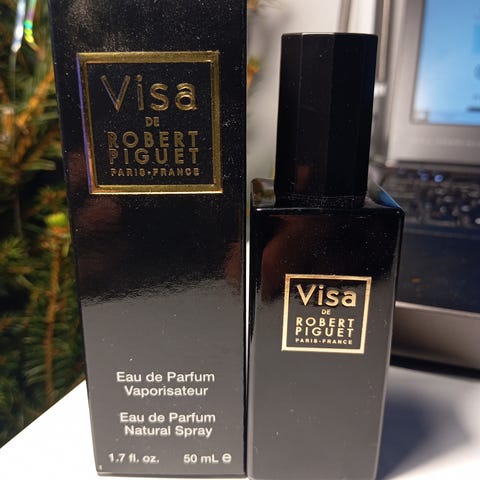 Visa
DE
ROBERT
PIGUET
PARIS-FRANCE
Eau de Parfum
Vaporisateur
Eau de Parfum
Natural Spray
1.7 fl. oz. 50 mL e
Visa
DE
ROBERT
PIGUET
PARIS-FRANCE